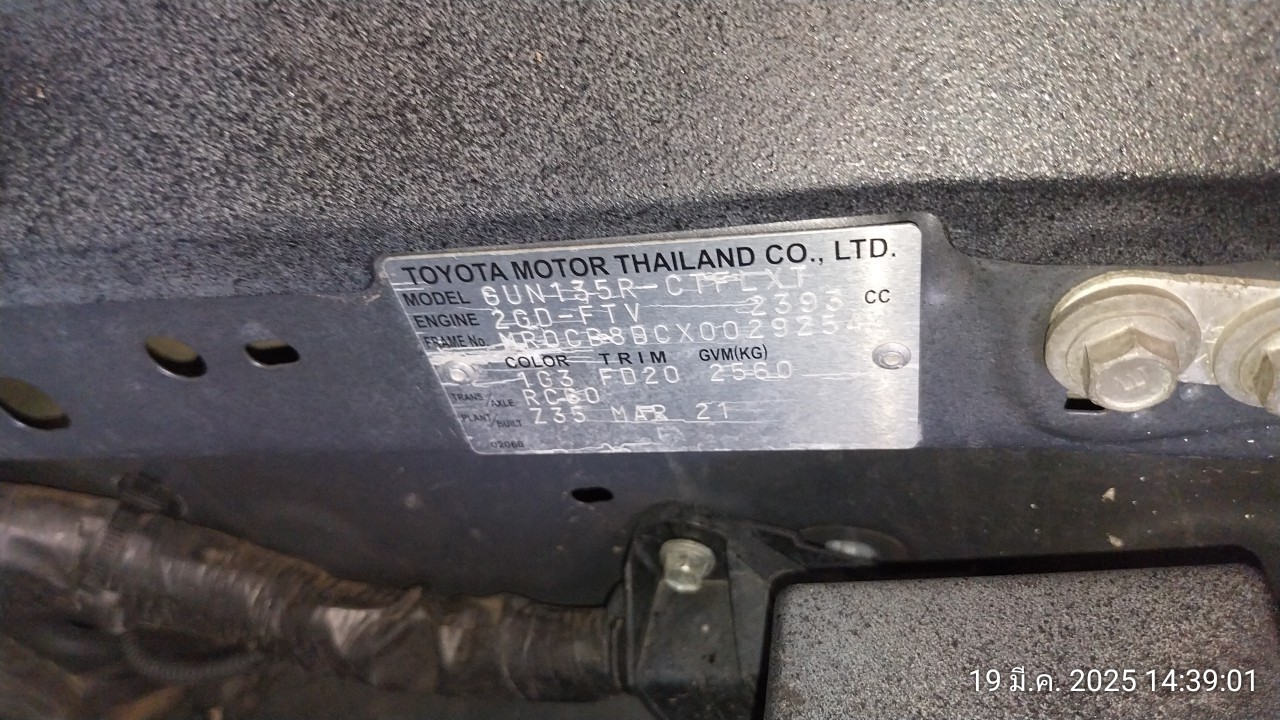 TOYOTA MOTOR THAILAND CO., LTD.
MODEL GUN135R-CTFLXT
ENGINE 2GD-FTV 2393 CC
FRAME No.
COLOR TRIM GVM(KG)
1G3 FD20 2560
TRANS/AXLE RC60
PLANT/BUILT Z35 MAR 21
02066
19 มี.ค. 2025 14:39:01